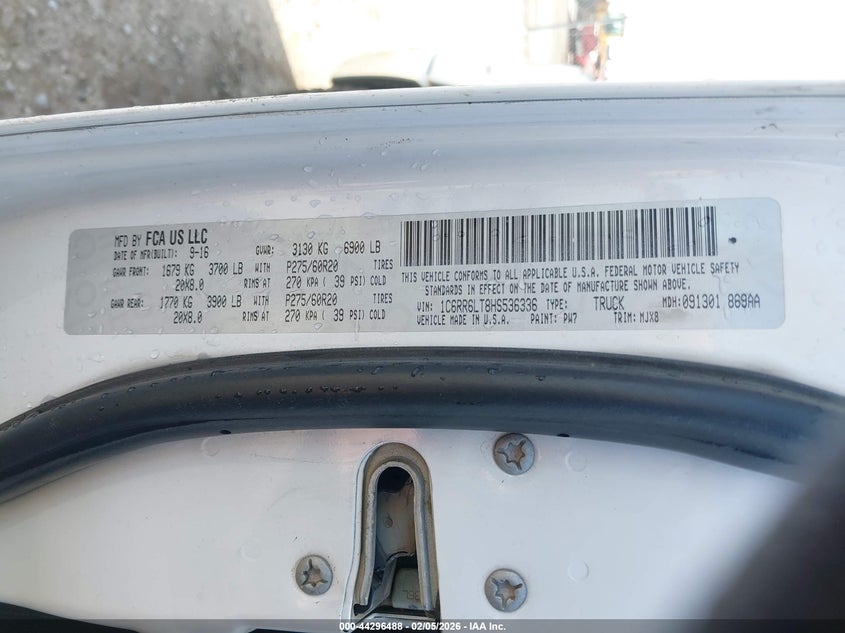 MFD BY FCA US LLC
DATE OF MFR(BUILT): 9-16 GVWR: 3130 KG 6900 LB
GAWR FRONT: 1679 KG 3700 LB WITH P275/60R20 TIRES
20X8.0 RIMS AT 270 KPA ( 39 PSI) COLD
GAWR REAR: 1770 KG 3900 LB WITH P275/60R20 TIRES
20X8.0 RIMS AT 270 KPA ( 39 PSI) COLD
THIS VEHICLE CONFORMS TO ALL APPLICABLE U.S.A. FEDERAL MOTOR VEHICLE SAFETY
STANDARDS IN EFFECT ON THE DATE OF MANUFACTURE SHOWN ABOVE.
VIN: 1C6RR6LT8HS536336 TYPE: TRUCK MDH: 091301 869AA
VEHICLE MADE IN U.S.A. PAINT: PW7 TRIM: MJX8
000-44296488 - 02/05/2026 - IAA Inc.